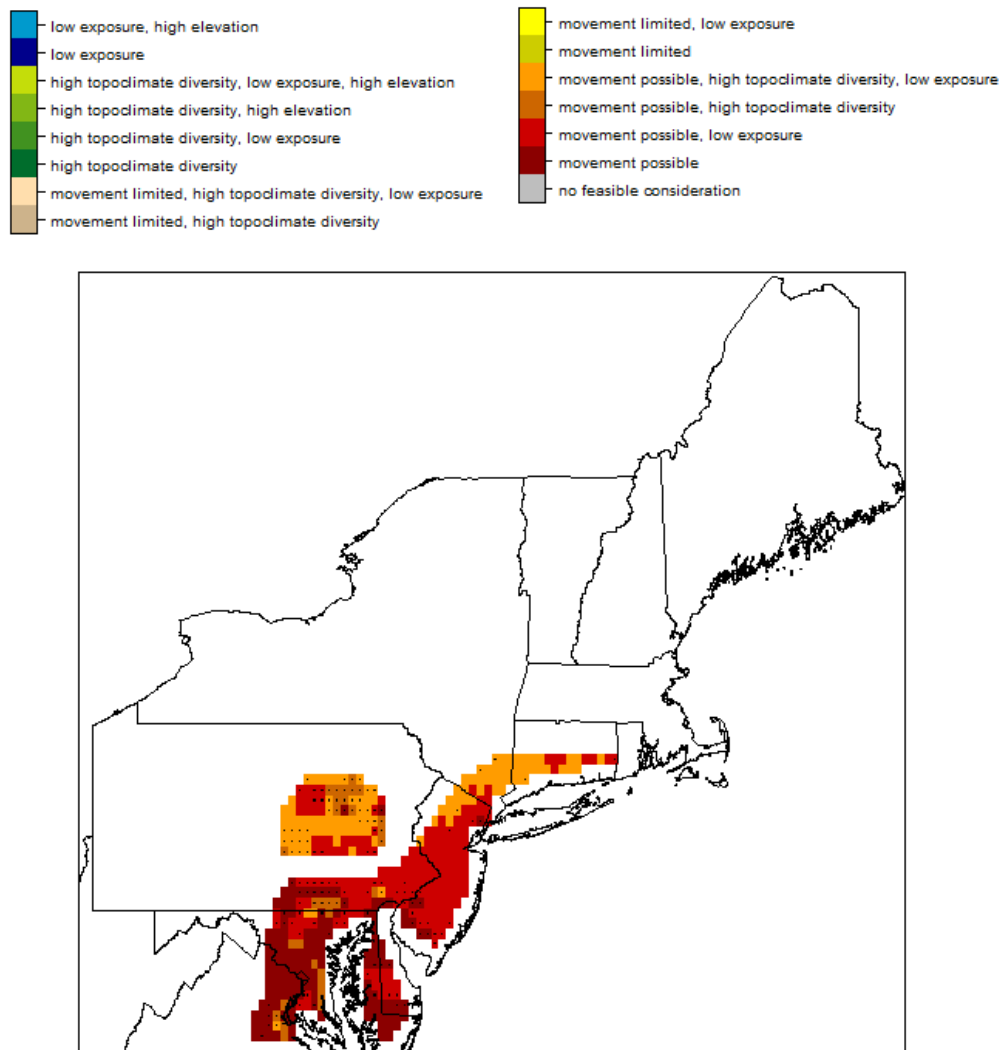 low exposure, high elevation
low exposure
high topoclimate diversity, low exposure, high elevation
high topoclimate diversity, high elevation
high topoclimate diversity, low exposure
high topoclimate diversity
movement limited, high topoclimate diversity, low exposure
movement limited, high topoclimate diversity
movement limited, low exposure
movement limited
movement possible, high topoclimate diversity, low exposure
movement possible, high topoclimate diversity
movement possible, low exposure
movement possible
no feasible consideration